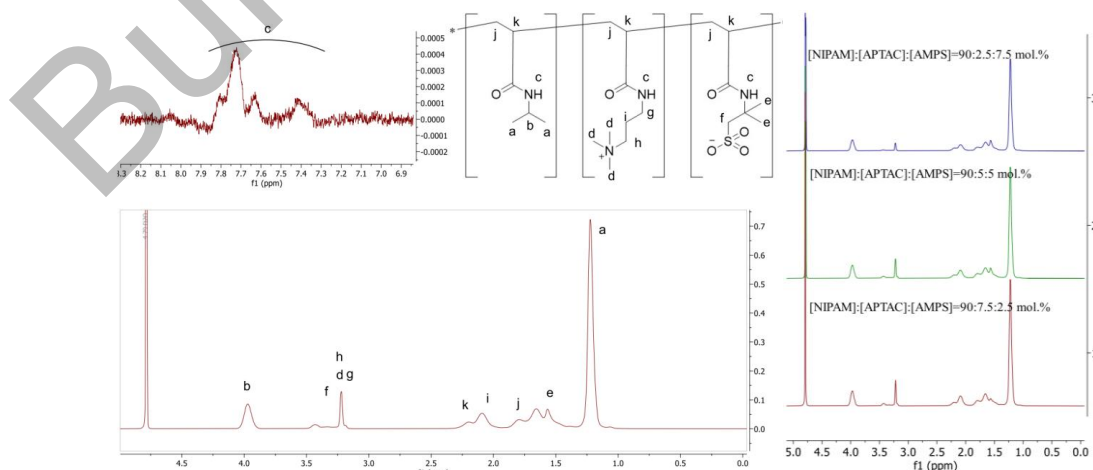 Bul
c
0.0005
0.0004
0.0003
0.0002
0.0001
-0.0000
-0.0001
-0.0002
8.3 8.2 8.1 8.0 7.9 7.8 7.7 7.6 7.5 7.4 7.3 7.2 7.1 7.0 6.9
f1 (ppm)
* k k k
j j j
O NH c O NH c O NH c
a b a
d d d d N + g i h
f e e O S O O -
[NIPAM]:[APTAC]:[AMPS]=90:2.5:7.5 mol.%
[NIPAM]:[APTAC]:[AMPS]=90:5:5 mol.%
[NIPAM]:[APTAC]:[AMPS]=90:7.5:2.5 mol.%
5.0 4.5 4.0 3.5 3.0 2.5 2.0 1.5 1.0 0.5 0.0
f1 (ppm)
a
b
h
d g
f
k i
j
e
0.7
0.6
0.5
0.4
0.3
0.2
0.1
0.0
4.5 4.0 3.5 3.0 2.5 2.0 1.5 1.0 0.5 0.0